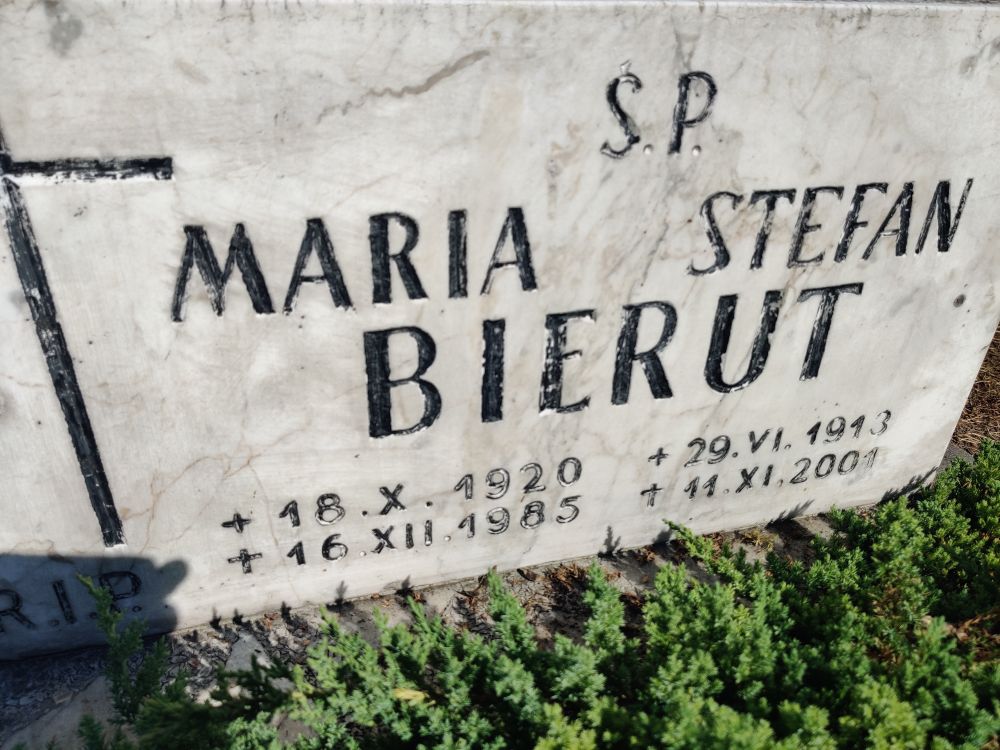 Ś.P.
MARIA STEFAN
BIERUT
+ 18.X.1920 + 29.VI.1913
+ 16.XII.1985 + 11.XI.2001
R.I.P.